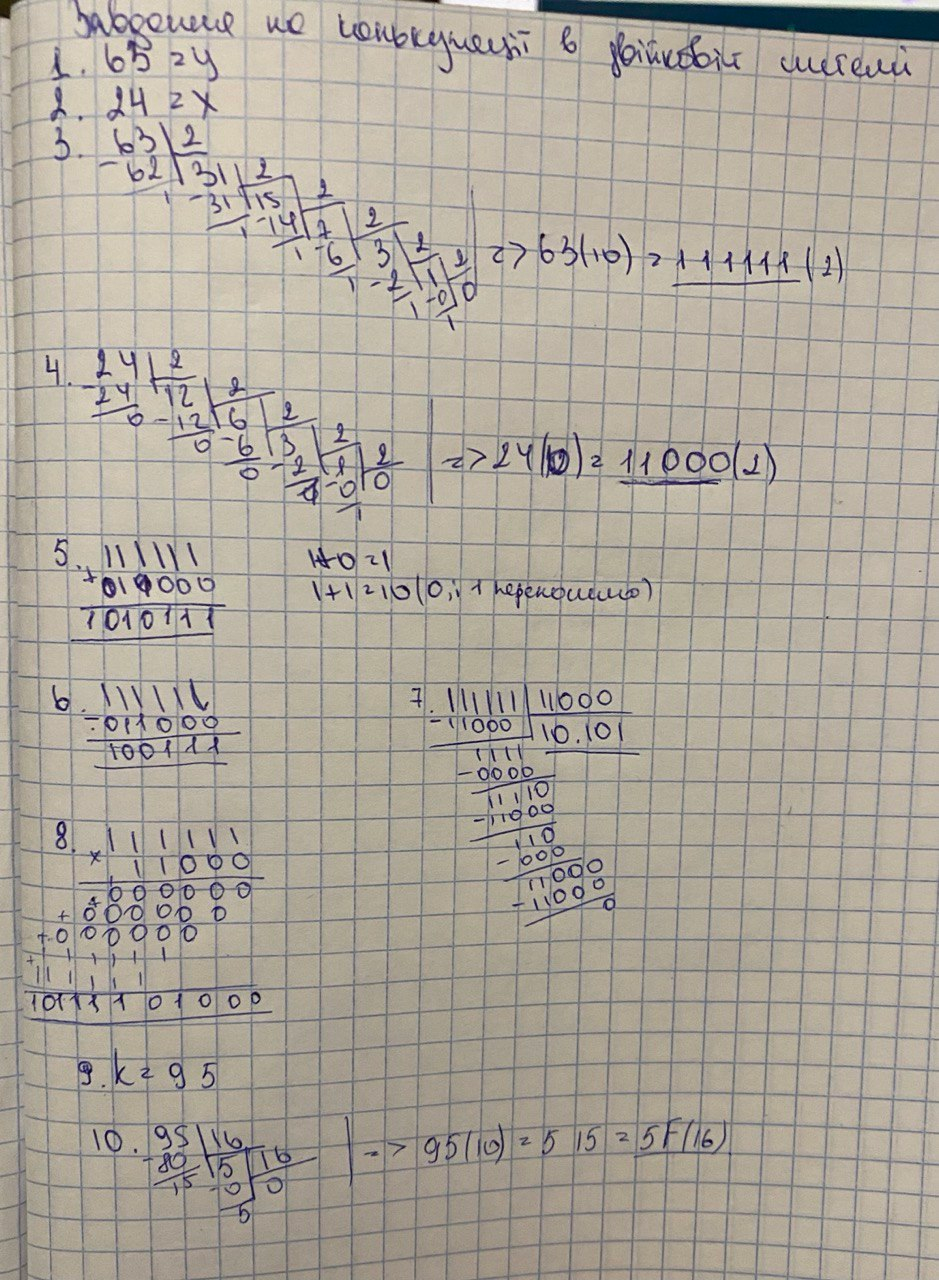 Завдання на конькуляції в двійковій системі
1. 63 = y
2. 24 = x
3. 63 | 2
- 62 | 31 | 2
1 - 31 | 15 | 2
1 - 14 | 7 | 2
1 - 6 | 3 | 2
1 - 2 | 1 | 2
1 - 0 | 0
1
=> 63(10) = 111111(2)
4. 24 | 2
- 24 | 12 | 2
0 - 12 | 6 | 2
0 - 6 | 3 | 2
0 - 2 | 1 | 2
1 - 0 | 0
1
=> 24(10) = 11000(2)
5. 111111
+ 011000
1010111
1+0=1
1+1=10(0, і 1 переносимо)
6. 111111
- 011000
100111
7. 111111 | 11000
- 11000 | 10.101
1111
- 0000
11110
- 11000
110
- 000
11000
- 11000
0
8. 111111
× 11000
000000
+ 000000
+ 000000
+ 111111
111111
10111101000
9. k = 95
10. 95 | 16
- 80 | 5 | 16
15 - 0 | 0
5
=> 95(10) = 5 15 = 5F(16)